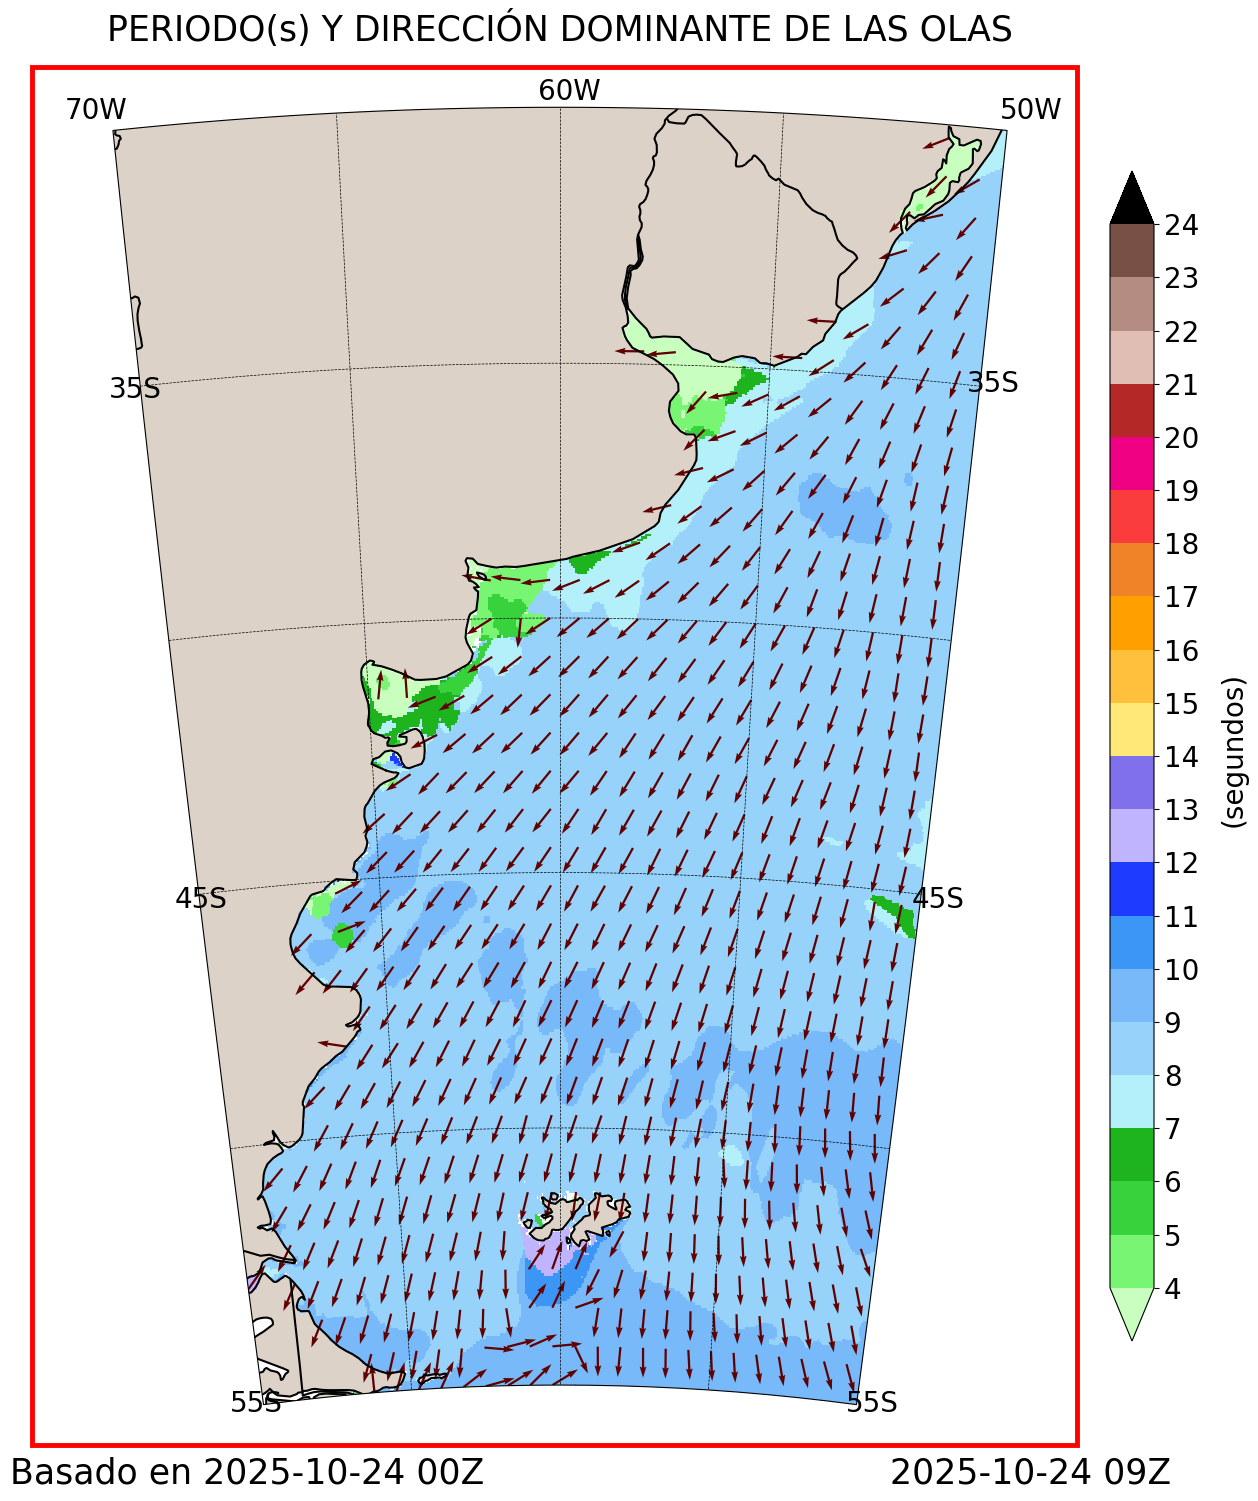 PERIODO(s) Y DIRECCIÓN DOMINANTE DE LAS OLAS
70W
60W
50W
35S
35S
45S
45S
55S
55S
24
23
22
21
20
19
18
17
16
15
14
13
12
11
10
9
8
7
6
5
4
(segundos)
Basado en 2025-10-24 00Z
2025-10-24 09Z